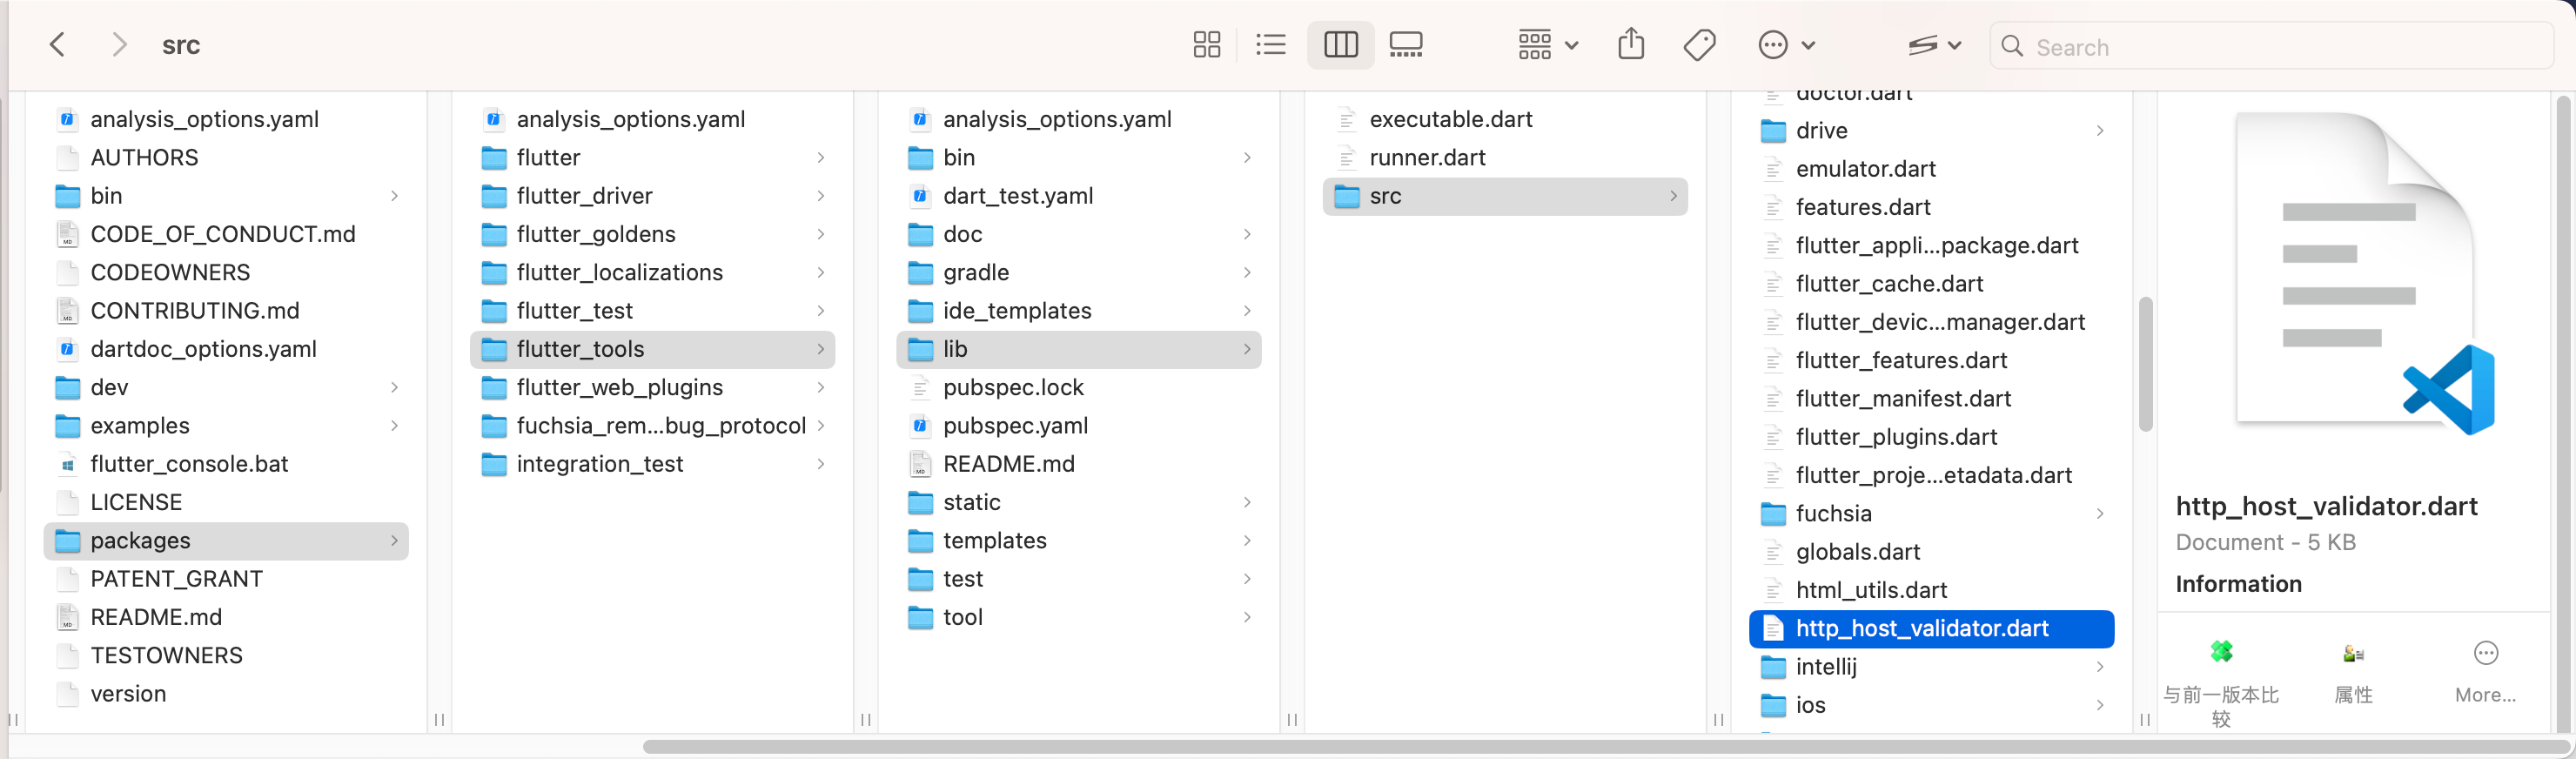 src
Search
analysis_options.yaml
AUTHORS
bin
CODE_OF_CONDUCT.md
CODEOWNERS
CONTRIBUTING.md
dartdoc_options.yaml
dev
examples
flutter_console.bat
LICENSE
packages
PATENT_GRANT
README.md
TESTOWNERS
version
analysis_options.yaml
flutter
flutter_driver
flutter_goldens
flutter_localizations
flutter_test
flutter_tools
flutter_web_plugins
fuchsia_rem...bug_protocol
integration_test
analysis_options.yaml
bin
dart_test.yaml
doc
gradle
ide_templates
lib
pubspec.lock
pubspec.yaml
README.md
static
templates
test
tool
executable.dart
runner.dart
src
doctor.dart
drive
emulator.dart
features.dart
flutter_appli...package.dart
flutter_cache.dart
flutter_devic...manager.dart
flutter_features.dart
flutter_manifest.dart
flutter_plugins.dart
flutter_proje...etadata.dart
fuchsia
globals.dart
html_utils.dart
http_host_validator.dart
intellij
ios
http_host_validator.dart
Document - 5 KB
Information
与前一版本比
较
属性
More...